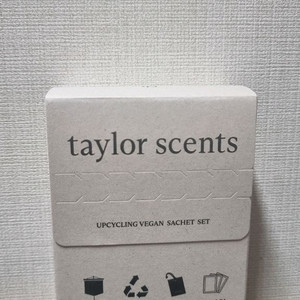 taylor scents
UPCYCLING VEGAN SACHET SET